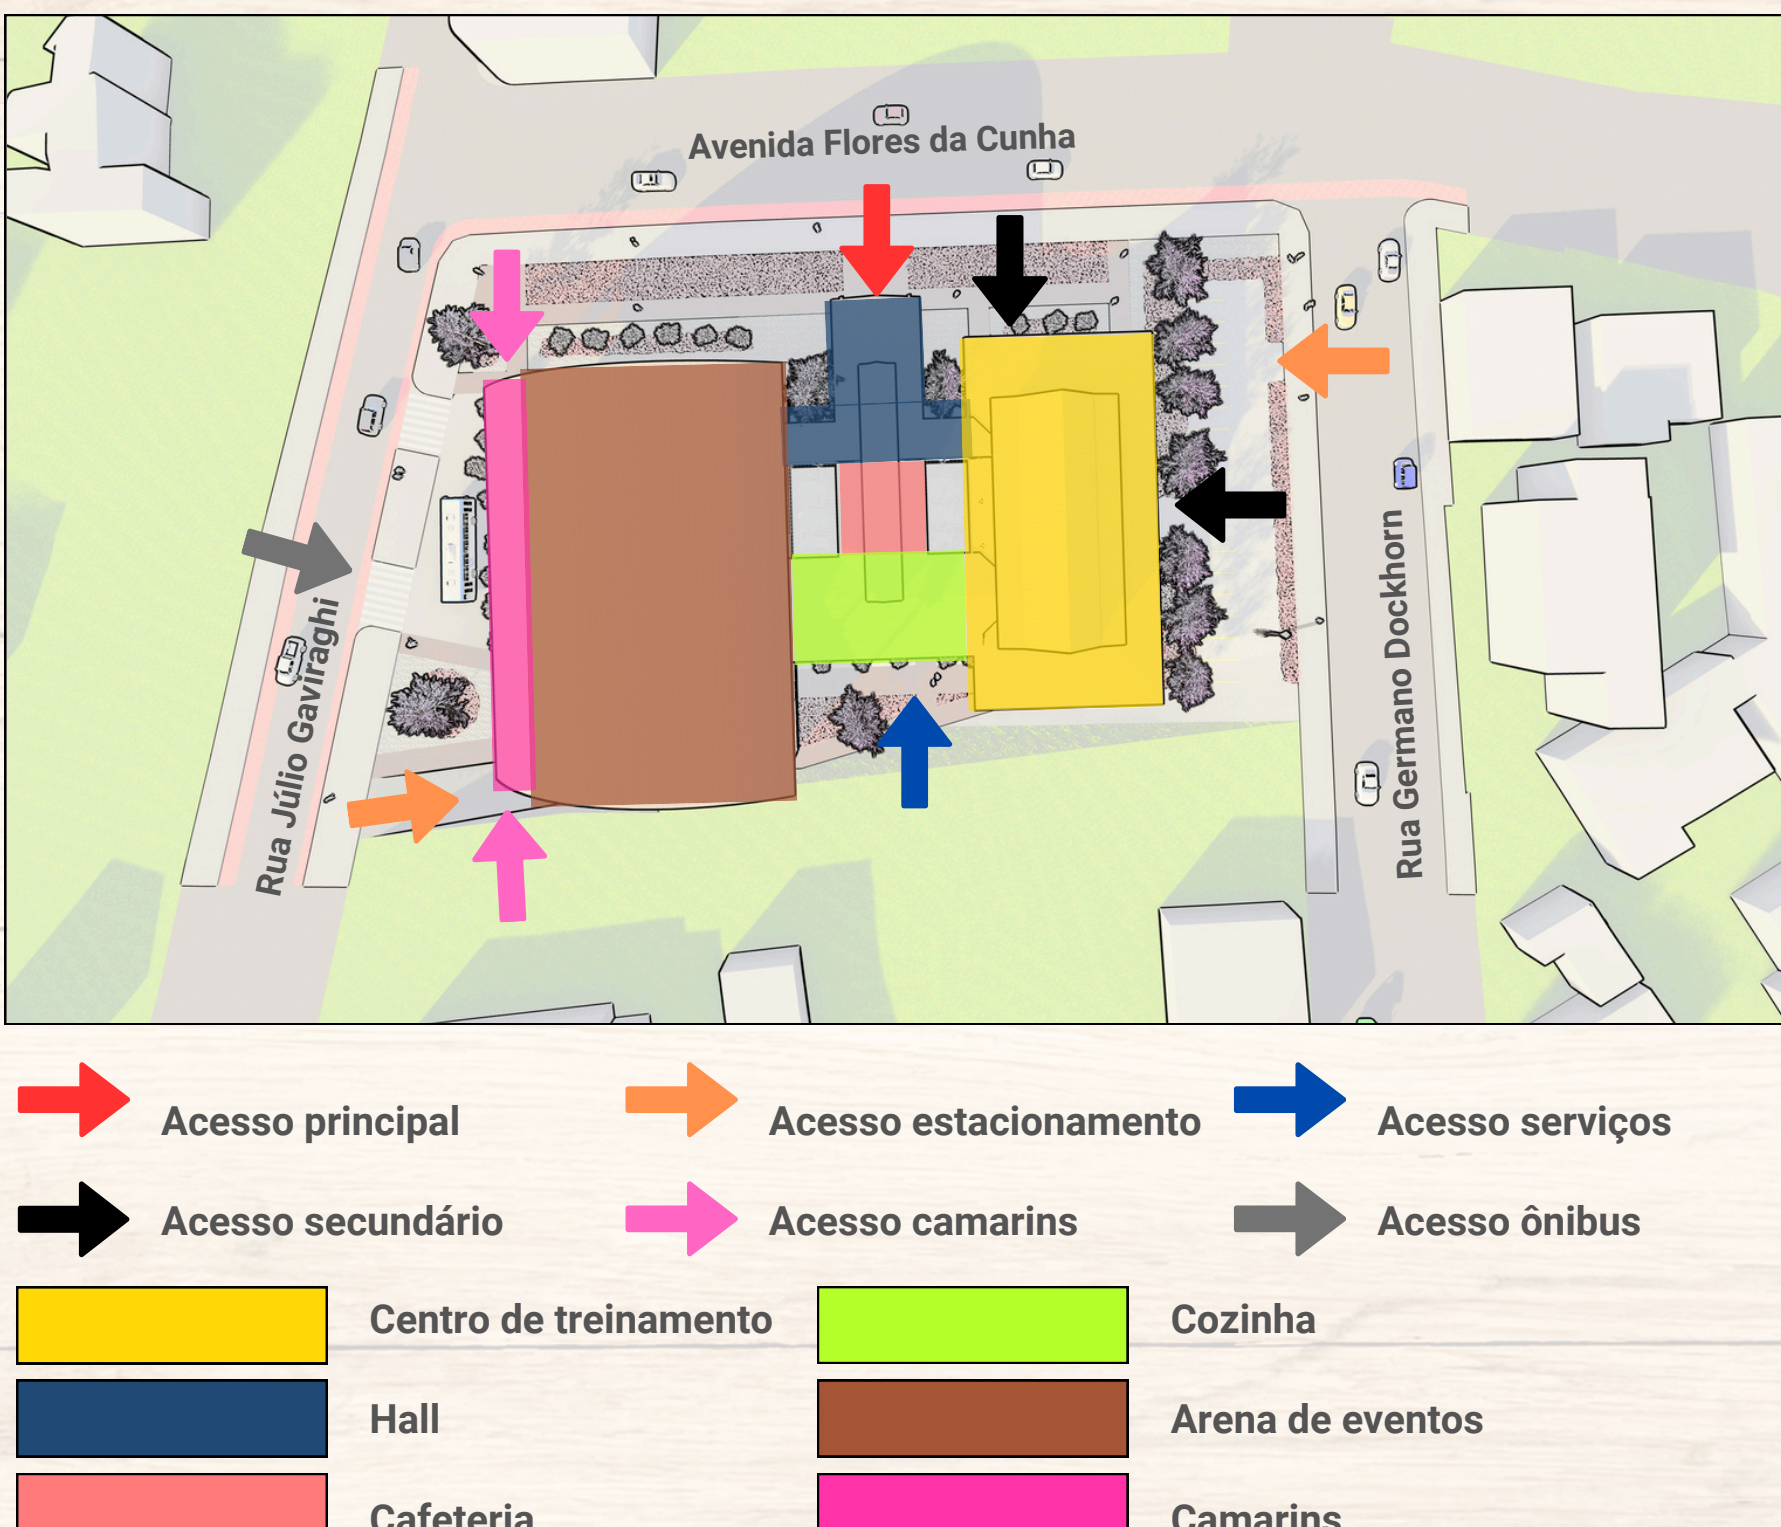 Avenida Flores da Cunha
Rua Júlio Gaviraghi
Rua Germano Dockhorn
Acesso principal
Acesso estacionamento
Acesso serviços
Acesso secundário
Acesso camarins
Acesso ônibus
Centro de treinamento
Cozinha
Hall
Arena de eventos
Cafeteria
Camarins